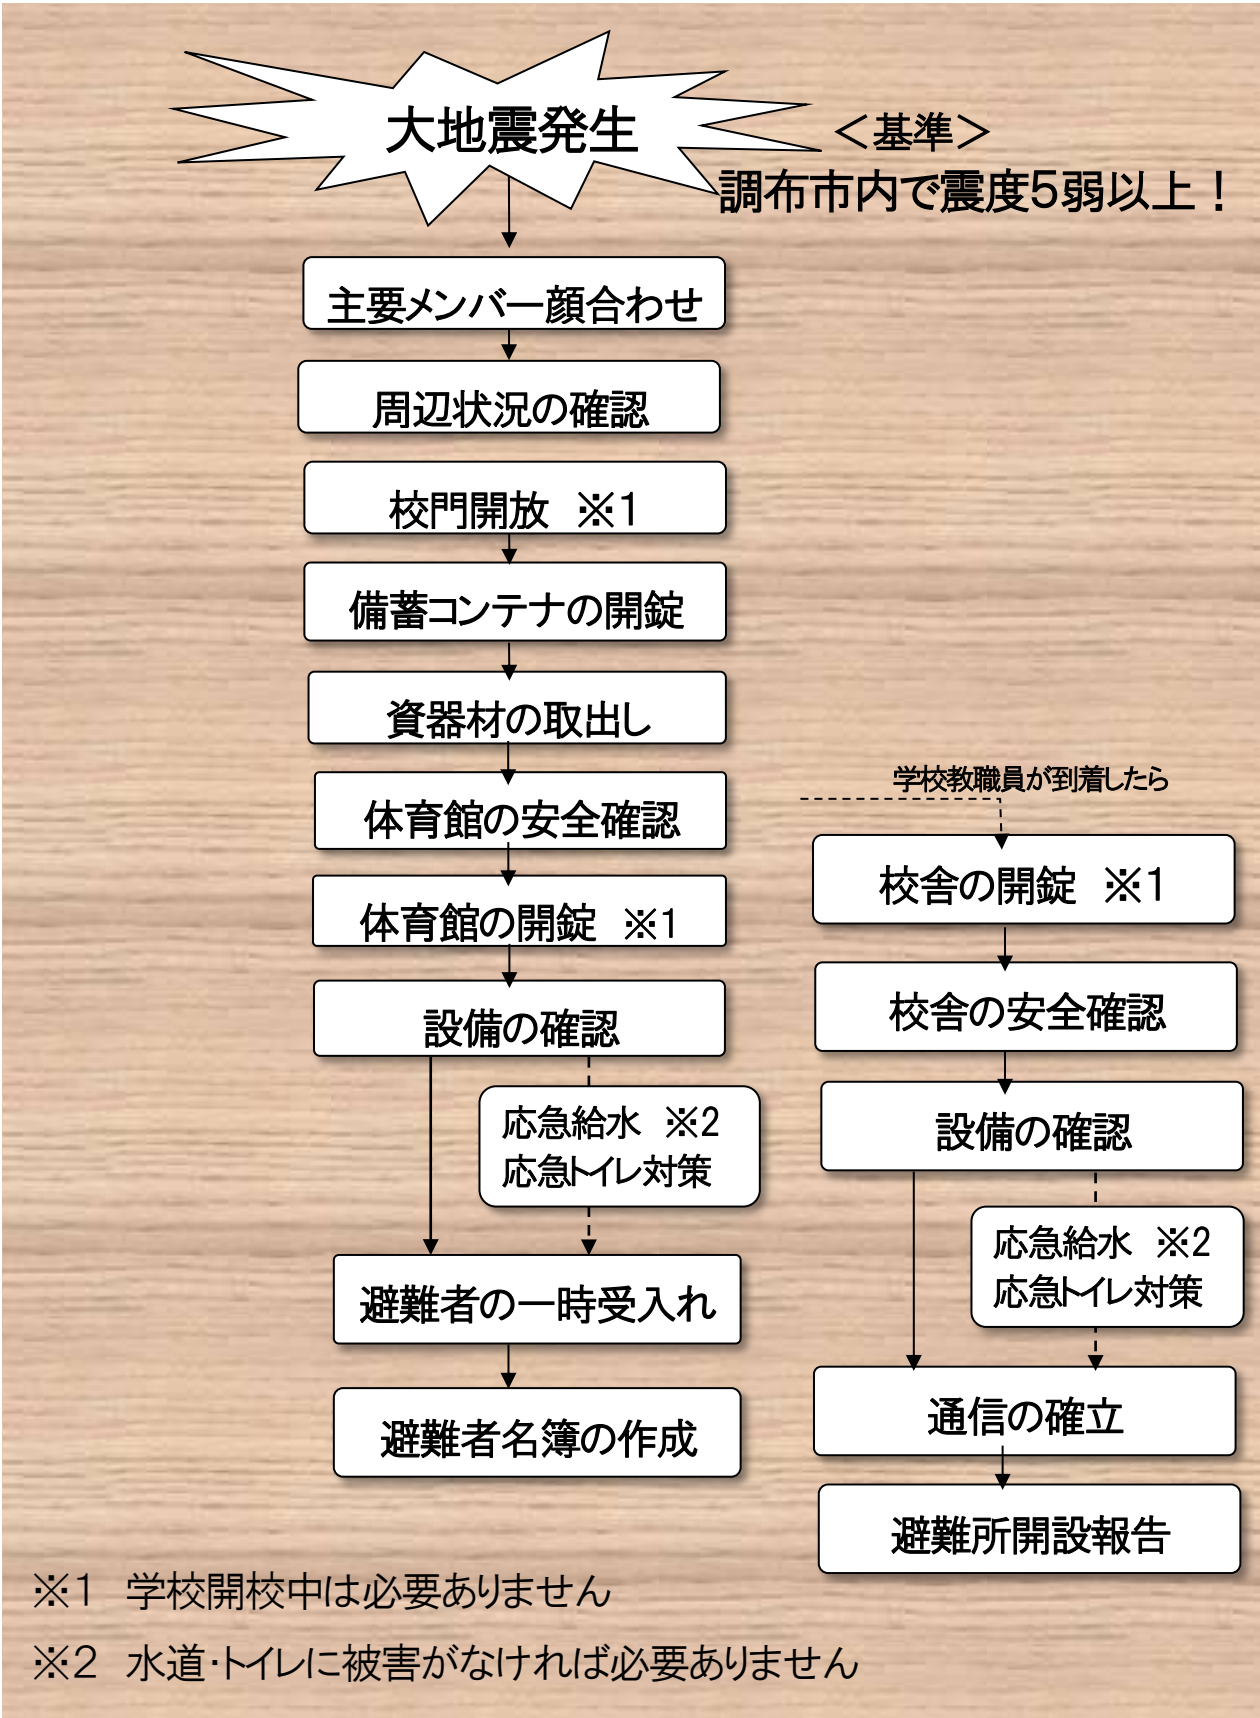 大地震発生
＜基準＞
調布市内で震度5弱以上！
主要メンバー顔合わせ
周辺状況の確認
校門開放　※1
備蓄コンテナの開錠
資器材の取出し
体育館の安全確認
体育館の開錠　※1
設備の確認
応急給水　※2
応急トイレ対策
避難者の一時受入れ
避難者名簿の作成
学校教職員が到着したら
校舎の開錠　※1
校舎の安全確認
設備の確認
応急給水　※2
応急トイレ対策
通信の確立
避難所開設報告
※1　学校開校中は必要ありません
※2　水道・トイレに被害がなければ必要ありません